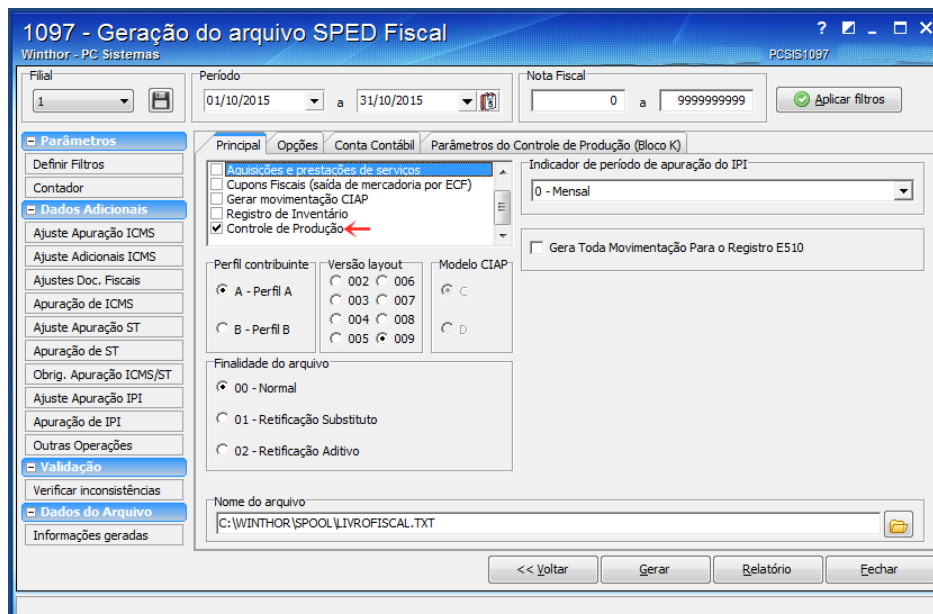 1097 - Geração do arquivo SPED Fiscal
Winthor - PC Sistemas
PCSIS1097
Filial
1
Período
01/10/2015 a 31/10/2015
Nota Fiscal
0 a 9999999999
Aplicar filtros
Parâmetros
Definir Filtros
Contador
Dados Adicionais
Ajuste Apuração ICMS
Ajuste Adicionais ICMS
Ajustes Doc. Fiscais
Apuração de ICMS
Ajuste Apuração ST
Apuração de ST
Obrig. Apuração ICMS/ST
Ajuste Apuração IPI
Apuração de IPI
Outras Operações
Validação
Verificar inconsistências
Dados do Arquivo
Informações geradas
Principal Opções Conta Contábil Parâmetros do Controle de Produção (Bloco K)
Aquisições e prestações de serviços
Cupons Fiscais (saída de mercadoria por ECF)
Gerar movimentação CIAP
Registro de Inventário
Controle de Produção
Indicador de período de apuração do IPI
0 - Mensal
Gera Toda Movimentação Para o Registro E510
Perfil contribuinte
A - Perfil A
B - Perfil B
Versão layout
002 006
003 007
004 008
005 009
Modelo CIAP
C
D
Finalidade do arquivo
00 - Normal
01 - Retificação Substituto
02 - Retificação Aditivo
Nome do arquivo
C:\WINTHOR\SPOOL\LIVROFISCAL.TXT
<< Voltar Gerar Relatório Fechar